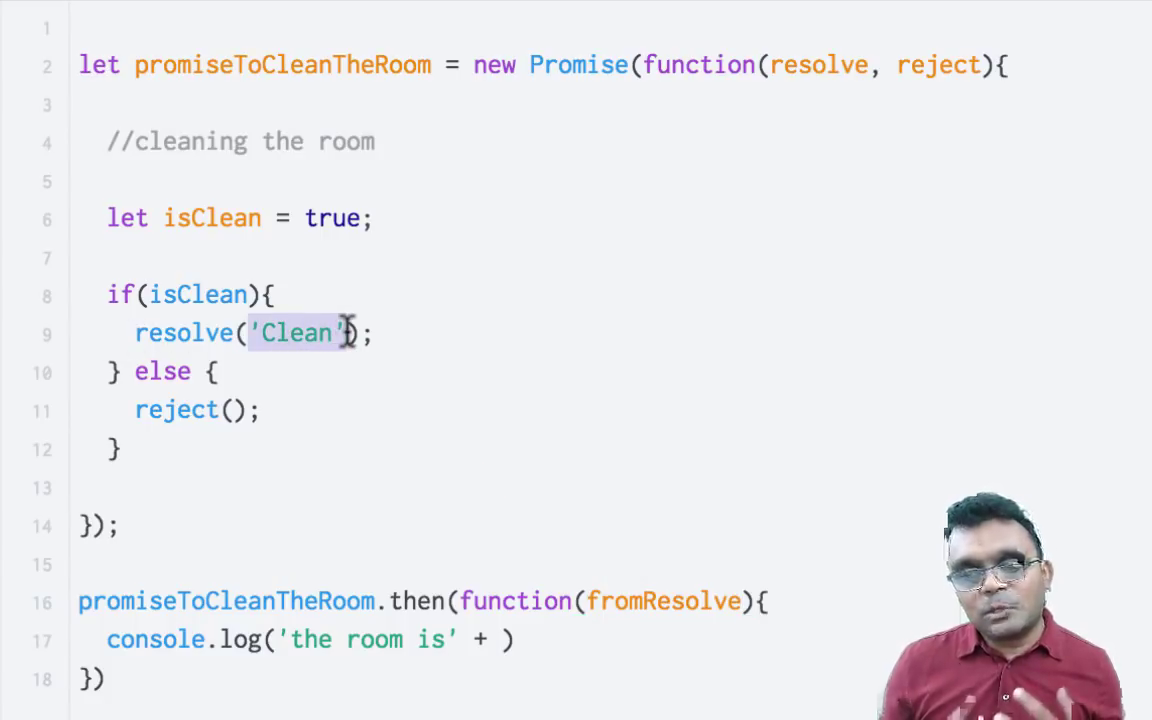 1
2 let promiseToCleanTheRoom = new Promise(function(resolve, reject){
3
4 //cleaning the room
5
6 let isClean = true;
7
8 if(isClean){
9 resolve('Clean');
10 } else {
11 reject();
12 }
13
14 });
15
16 promiseToCleanTheRoom.then(function(fromResolve){
17 console.log('the room is' + )
18 })